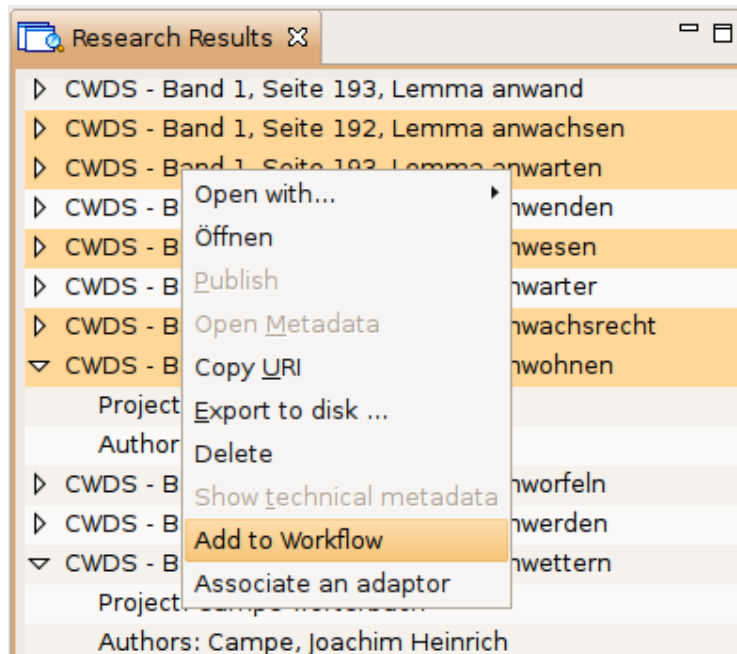 Research Results
CWDS - Band 1, Seite 193, Lemma anwand
CWDS - Band 1, Seite 192, Lemma anwachsen
CWDS - Band 1, Seite 193, Lemma anwarten
CWDS - B nwenden
CWDS - B nwesen
CWDS - B nwarter
CWDS - B nwachsrecht
CWDS - B nwohnen
Project
Author
CWDS - B nworfeln
CWDS - B nwerden
CWDS - B nwettern
Project: Campe Wörterbuch
Authors: Campe, Joachim Heinrich
Open with...
Öffnen
Publish
Open Metadata
Copy URI
Export to disk ...
Delete
Show technical metadata
Add to Workflow
Associate an adaptor